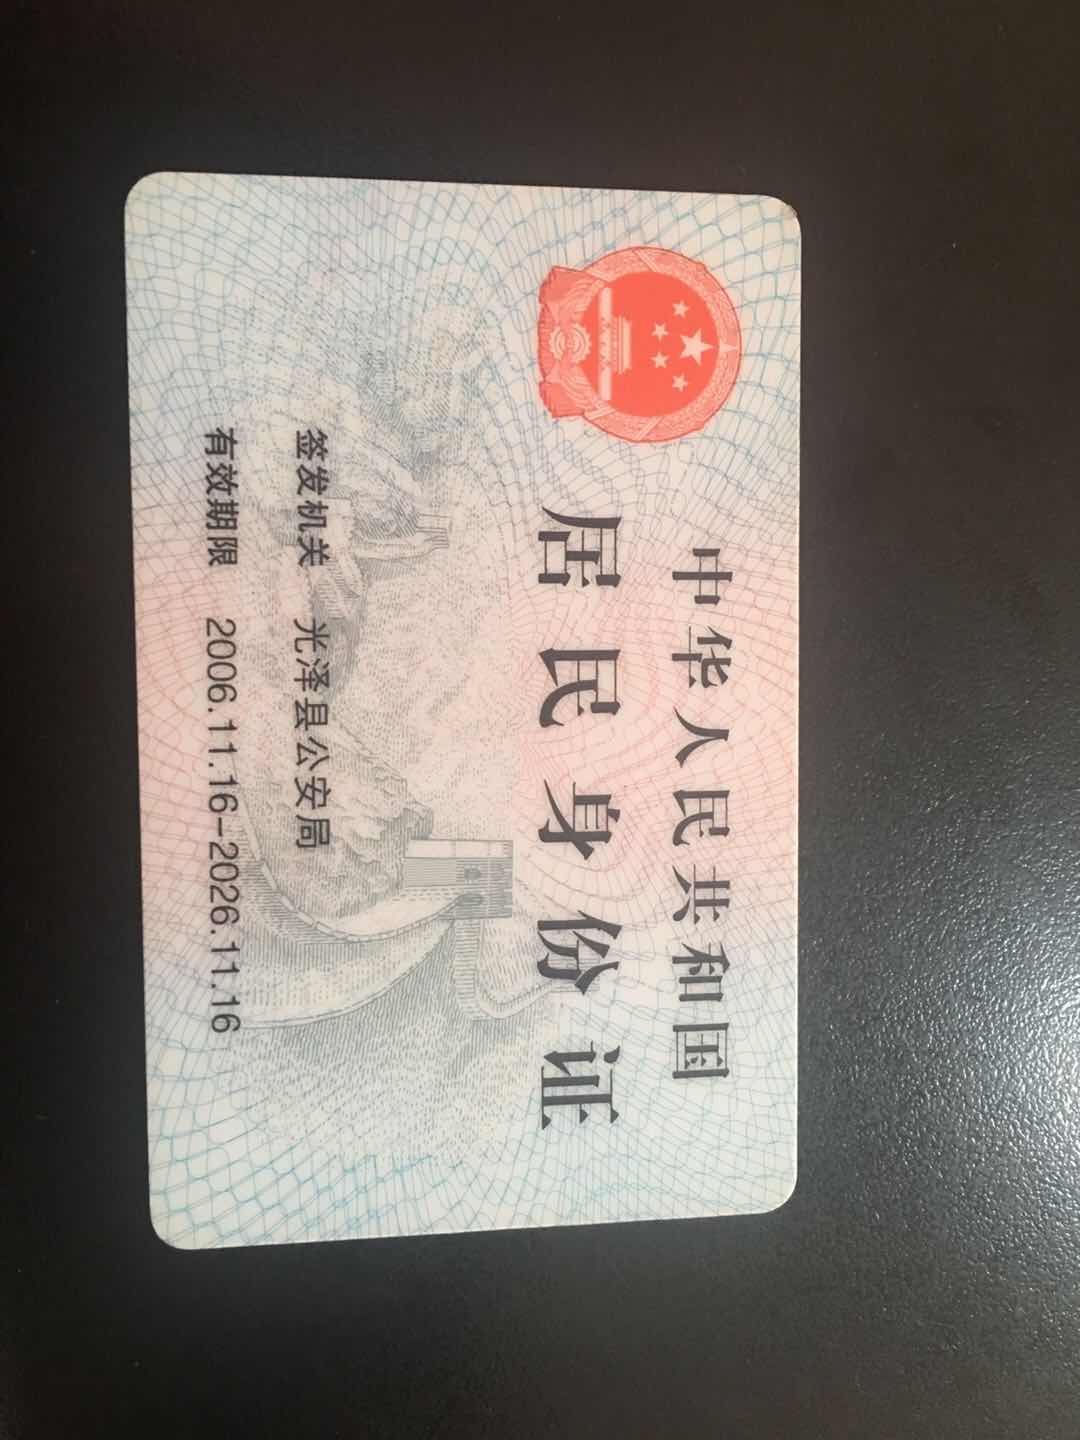 中华人民共和国
居民身份证
签发机关 光泽县公安局
有效期限 2006.11.16-2026.11.16